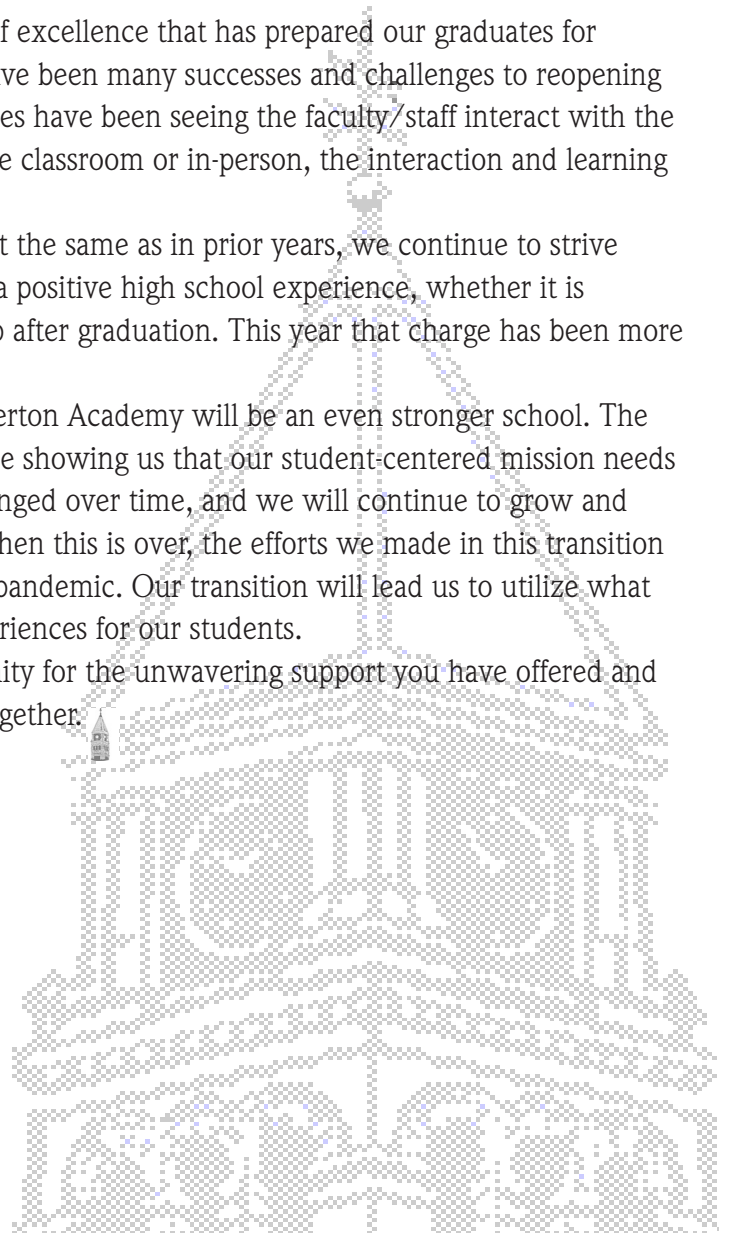 f excellence that has prepared our graduates for
ve been many successes and challenges to reopening
es have been seeing the faculty/staff interact with the
e classroom or in-person, the interaction and learning
t the same as in prior years, we continue to strive
a positive high school experience, whether it is
o after graduation. This year that charge has been more
erton Academy will be an even stronger school. The
e showing us that our student-centered mission needs
nged over time, and we will continue to grow and
hen this is over, the efforts we made in this transition
pandemic. Our transition will lead us to utilize what
riences for our students.
ity for the unwavering support you have offered and
gether.